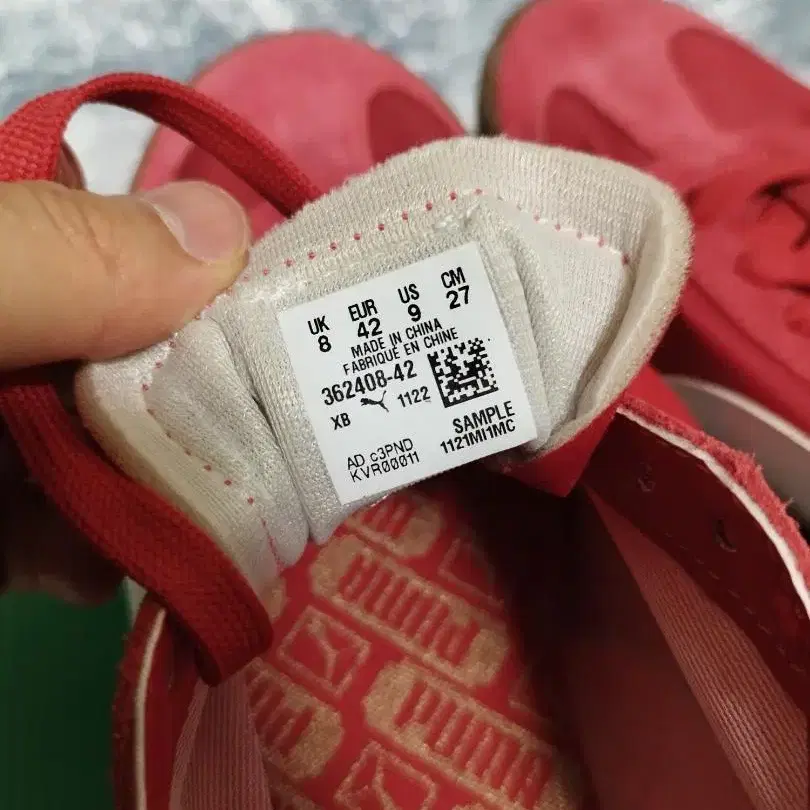 UK EUR US CM
8 42 9 27
MADE IN CHINA
FABRIQUÉ EN CHINE
362408-42
XB 1122
SAMPLE
AD c3PND 1121MI1MC
KVR00011
PUMA
PUMA
PUMA